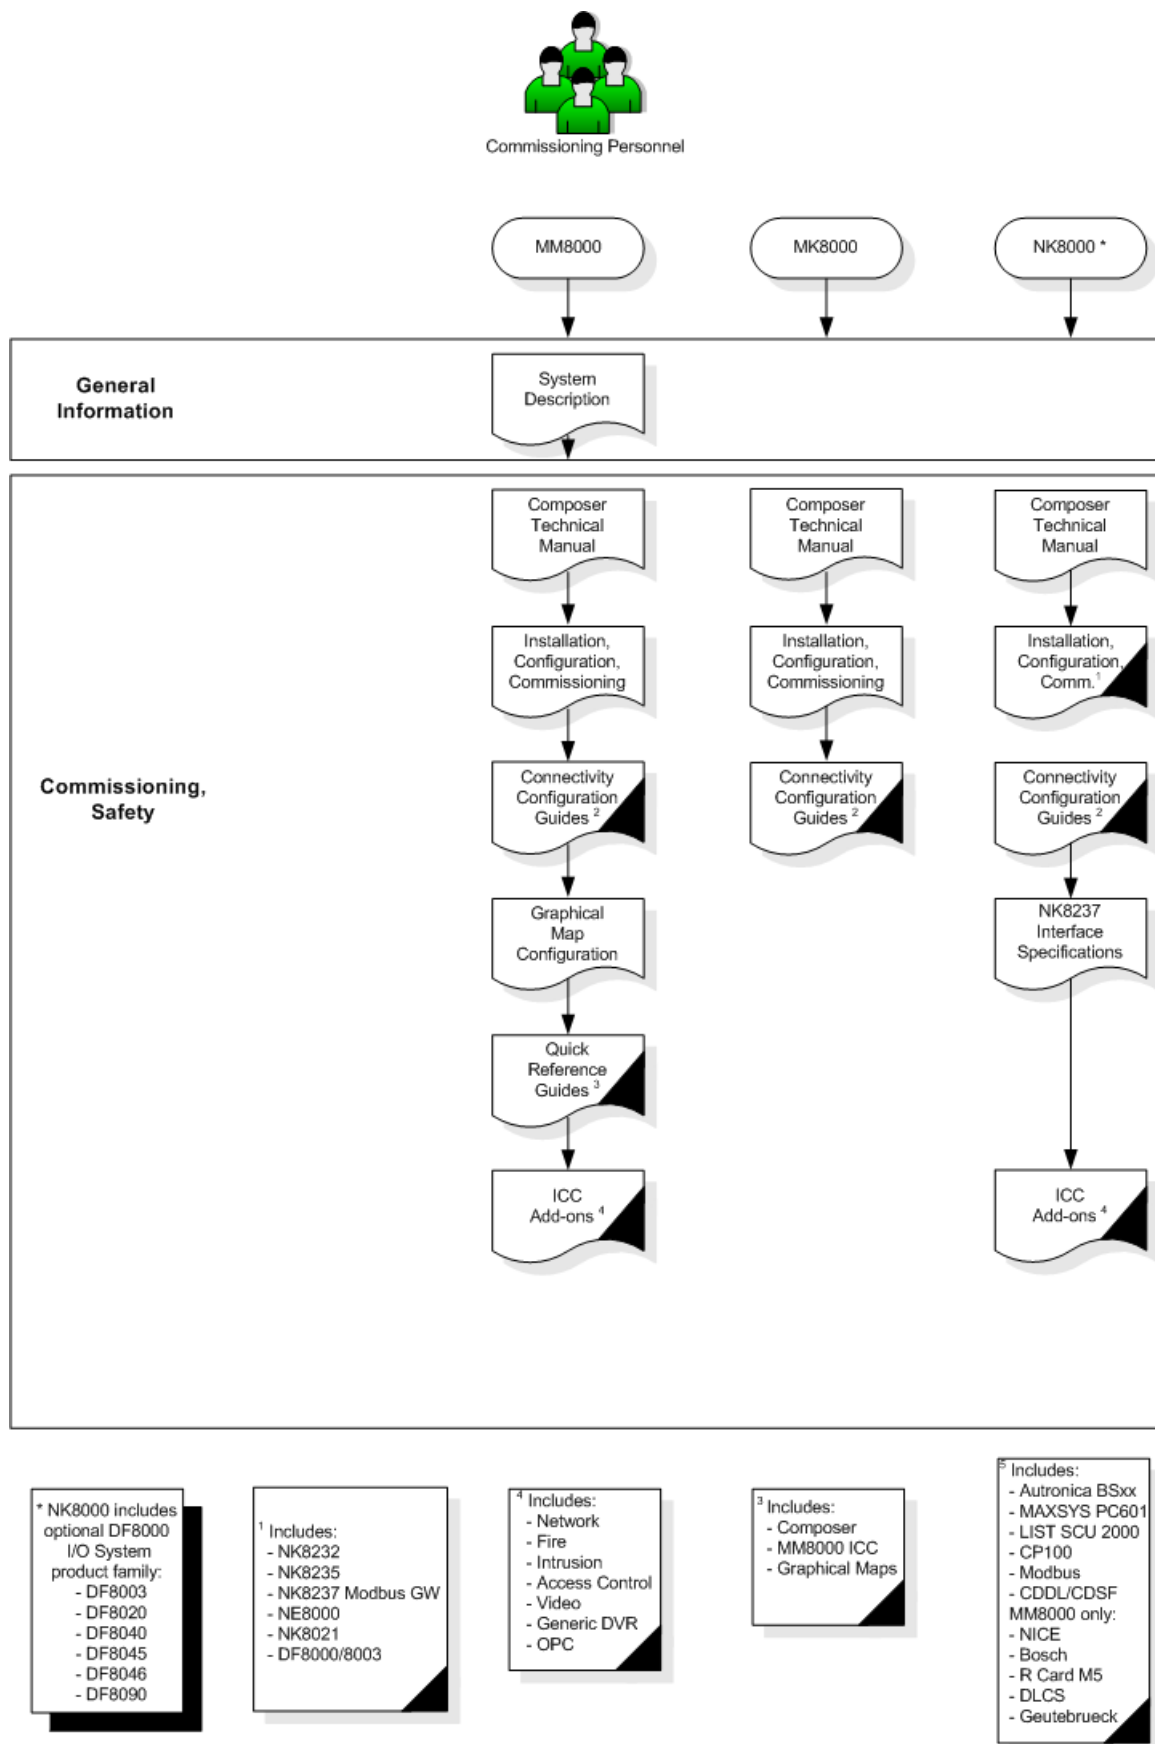 Commissioning Personnel
MM8000
MK8000
NK8000 *
General
Information
System
Description
Commissioning,
Safety
Composer
Technical
Manual
Composer
Technical
Manual
Composer
Technical
Manual
Installation,
Configuration,
Commissioning
Installation,
Configuration,
Commissioning
Installation,
Configuration,
Comm.1
Connectivity
Configuration
Guides 2
Connectivity
Configuration
Guides 2
Connectivity
Configuration
Guides 2
Graphical
Map
Configuration
NK8237
Interface
Specifications
Quick
Reference
Guides 3
ICC
Add-ons 4
ICC
Add-ons 4
* NK8000 includes
optional DF8000
I/O System
product family:
- DF8003
- DF8020
- DF8040
- DF8045
- DF8046
- DF8090
1 Includes:
- NK8232
- NK8235
- NK8237 Modbus GW
- NE8000
- NK8021
- DF8000/8003
4 Includes:
- Network
- Fire
- Intrusion
- Access Control
- Video
- Generic DVR
- OPC
3 Includes:
- Composer
- MM8000 ICC
- Graphical Maps
5 Includes:
- Autronica BSxx
- MAXSYS PC601
- LIST SCU 2000
- CP100
- Modbus
- CDDL/CDSF
MM8000 only:
- NICE
- Bosch
- R Card M5
- DLCS
- Geutebrueck